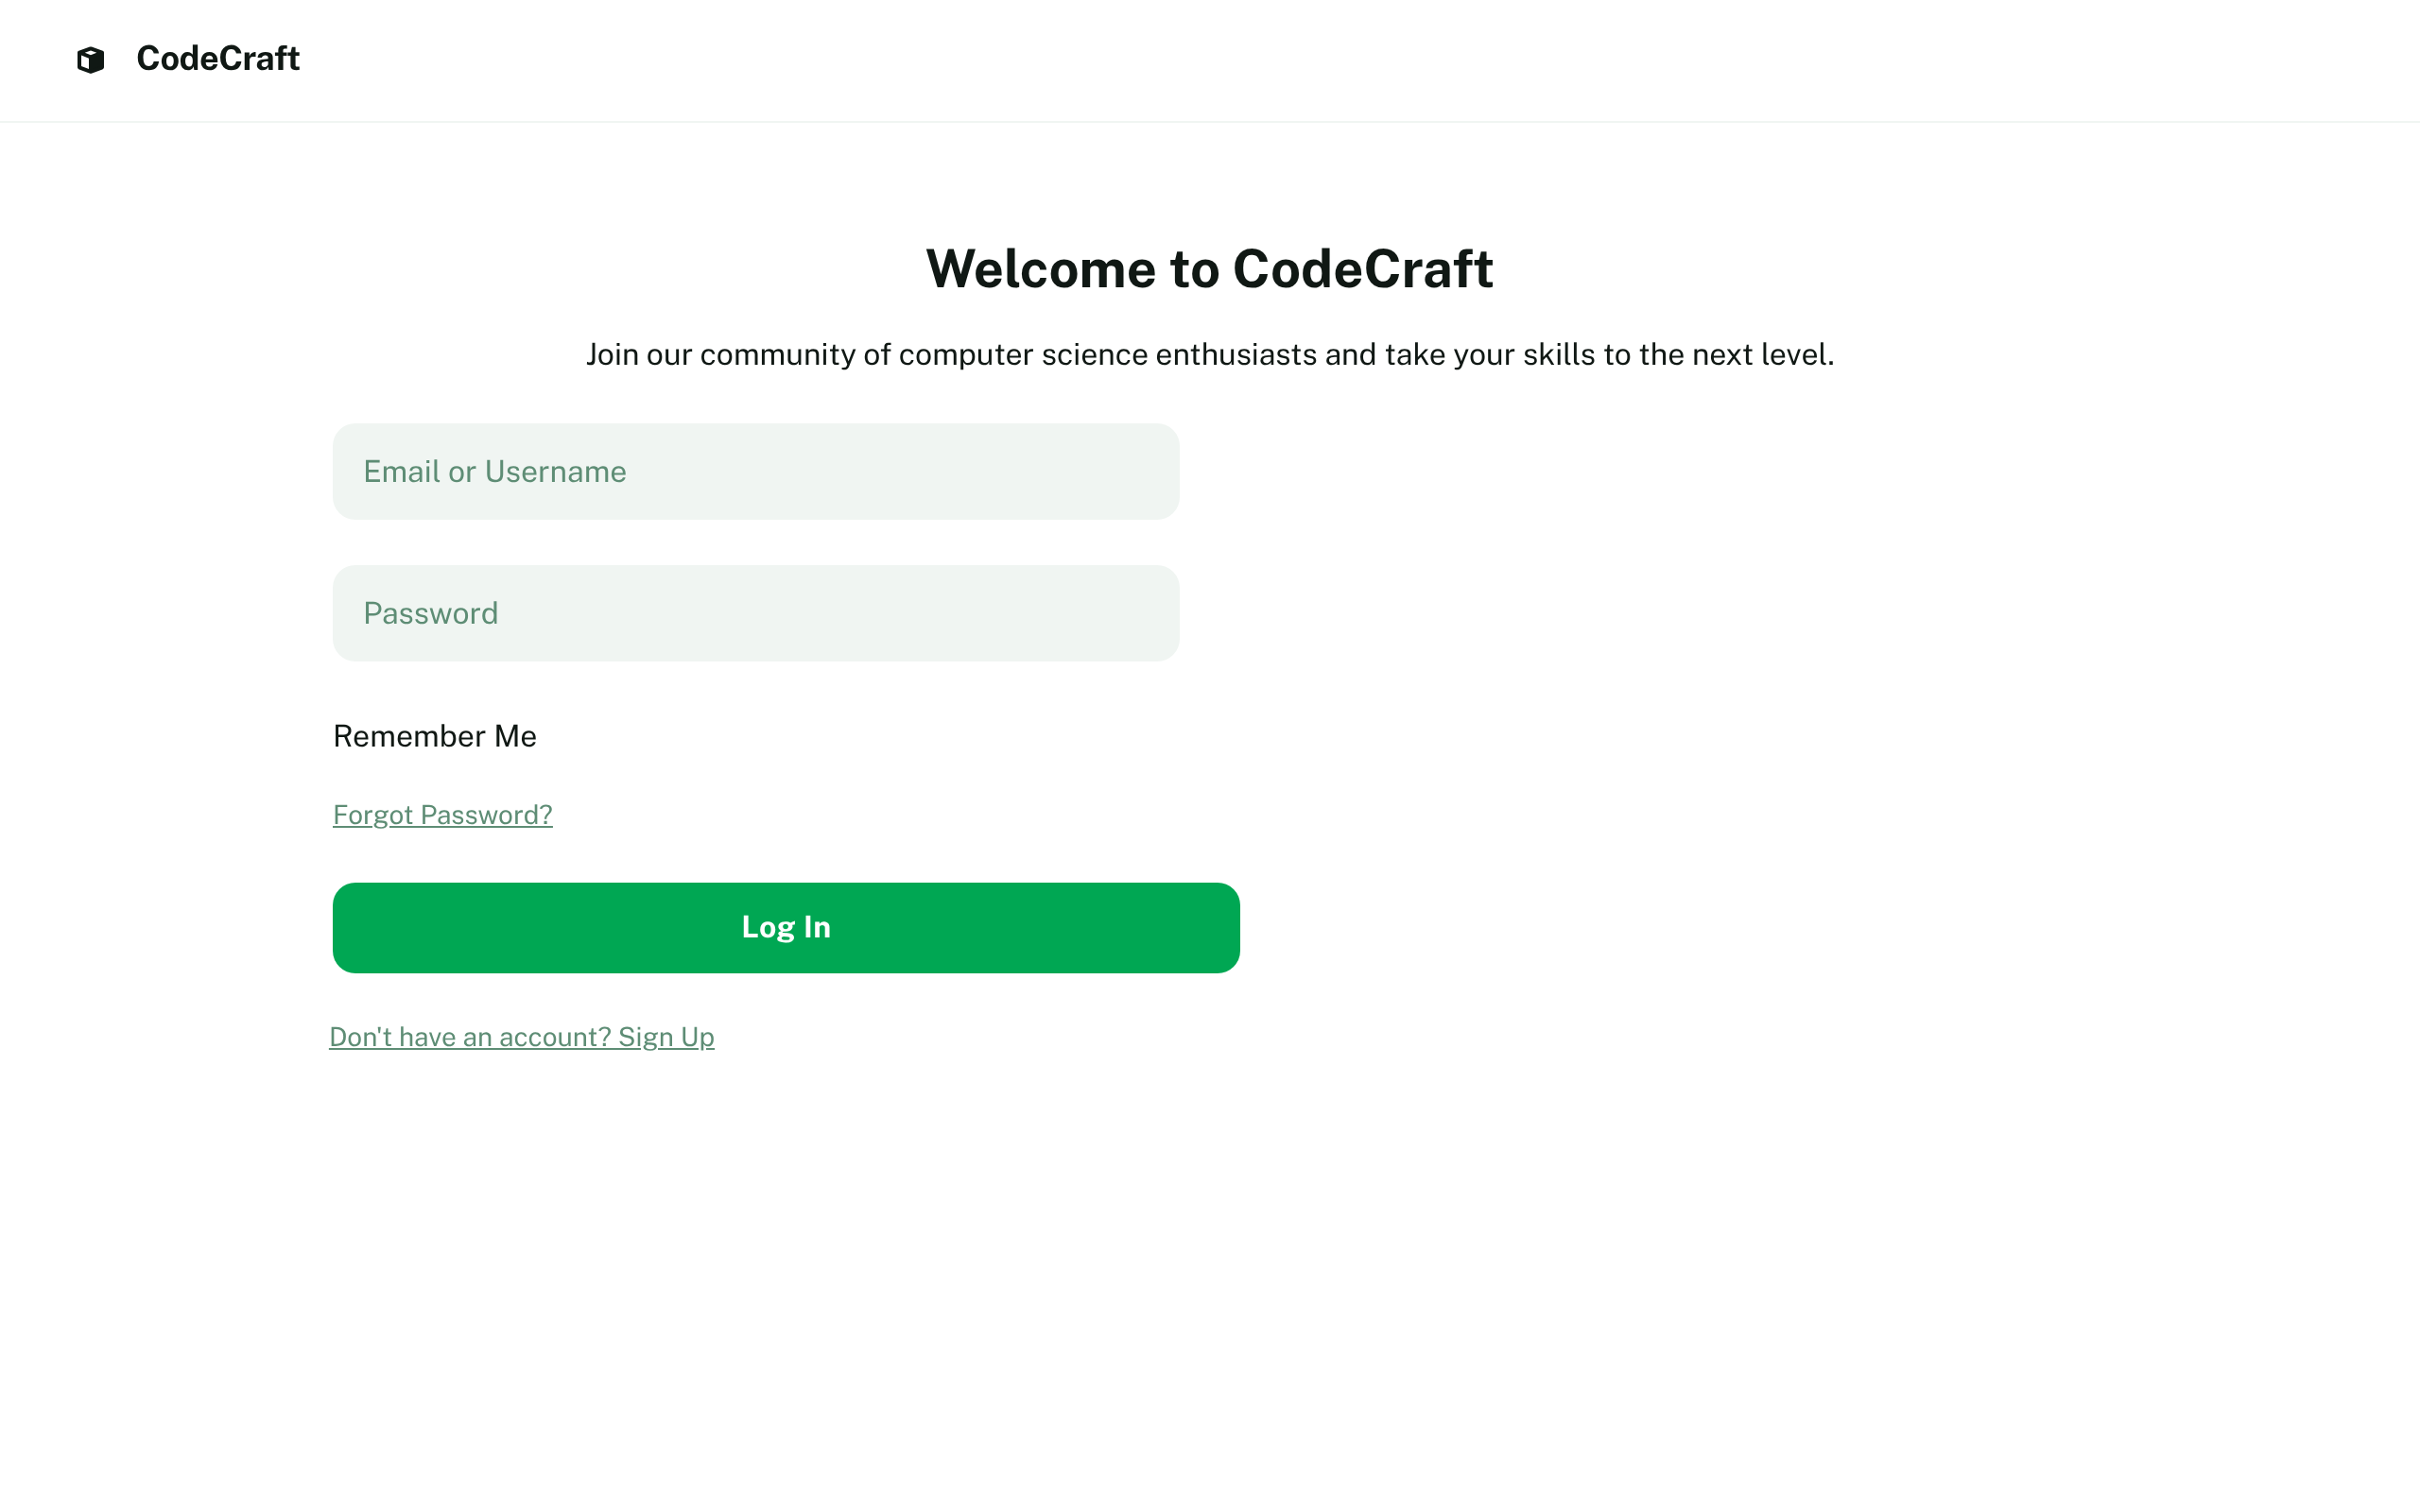 CodeCraft
Welcome to CodeCraft
Join our community of computer science enthusiasts and take your skills to the next level.
Email or Username
Password
Remember Me
Forgot Password?
Log In
Don't have an account? Sign Up